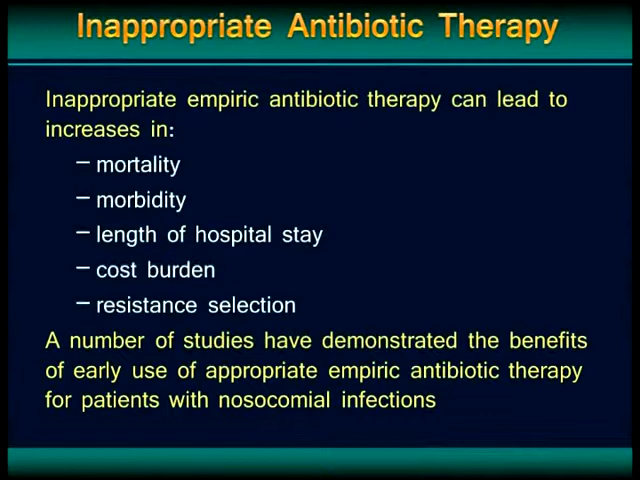 Inappropriate Antibiotic Therapy
Inappropriate empiric antibiotic therapy can lead to
increases in:
– mortality
– morbidity
– length of hospital stay
– cost burden
– resistance selection
A number of studies have demonstrated the benefits
of early use of appropriate empiric antibiotic therapy
for patients with nosocomial infections